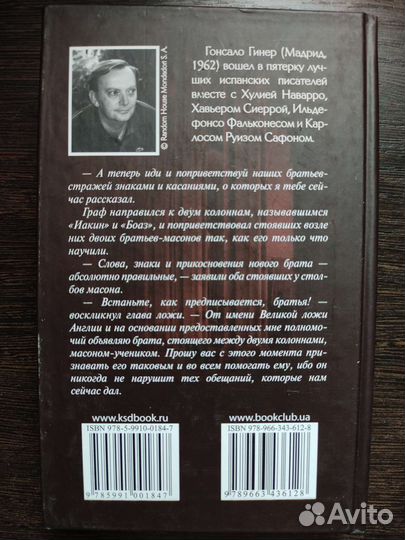 Гонсало Гинер (Мадрид,
1962) вошел в пятерку луч-
ших испанских писателей
вместе с Хулией Наварро,
Хавьером Сиеррой, Ильде-
фонсо Фальконесом и Кар-
лосом Руизом Сафоном.
© Random House Mondadori S. A.
— А теперь иди и поприветствуй наших братьев-
стражей знаками и касаниями, о которых я тебе сей-
час рассказал.
Граф направился к двум колоннам, называвшимся
«Иакин» и «Боаз», и поприветствовал стоявших возле
них двоих братьев-масонов так, как его только что
научили.
— Слова, знаки и прикосновения нового брата —
абсолютно правильные, — заявили оба стоявших у стол-
бов масона.
— Встаньте, как предписывается, братья! —
воскликнул глава ложи. — От имени Великой ложи
Англии и на основании предоставленных мне полно-
мочий объявляю брата, стоящего между двумя колоннами,
масоном-учеником. Прошу вас с этого момента при-
знавать его таковым и во всем помогать ему, ибо он
никогда не нарушит тех обещаний, которые нам
сейчас дал.
www.ksdbook.ru
www.bookclub.ua
ISBN 978-5-9910-0184-7
ISBN 978-966-343-612-8
9 785991 001847
9 789663 436128
Avito